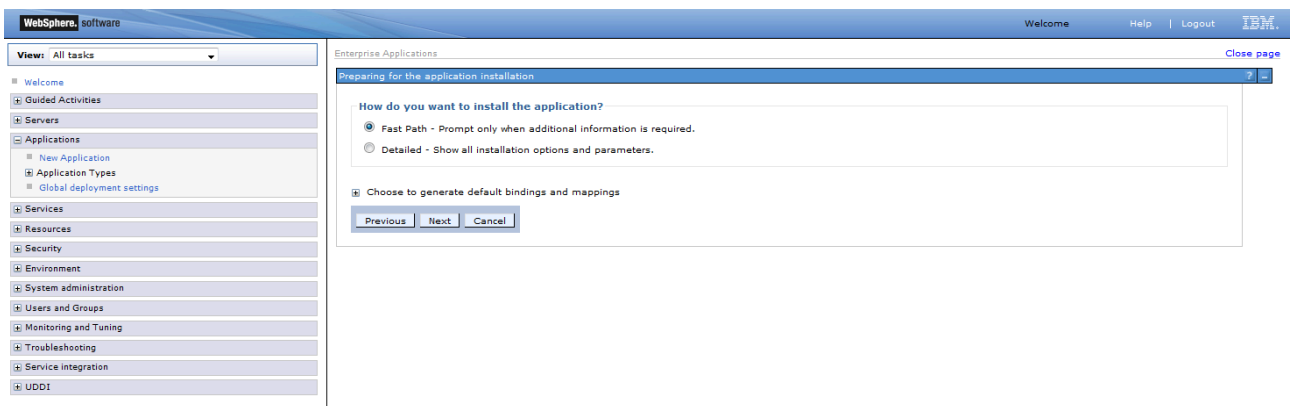 WebSphere. software
Welcome Help | Logout IBM.
View: All tasks
Welcome
Guided Activities
Servers
Applications
New Application
Application Types
Global deployment settings
Services
Resources
Security
Environment
System administration
Users and Groups
Monitoring and Tuning
Troubleshooting
Service integration
UDDI
Enterprise Applications
Close page
Preparing for the application installation
? –
How do you want to install the application?
Fast Path - Prompt only when additional information is required.
Detailed - Show all installation options and parameters.
Choose to generate default bindings and mappings
Previous Next Cancel